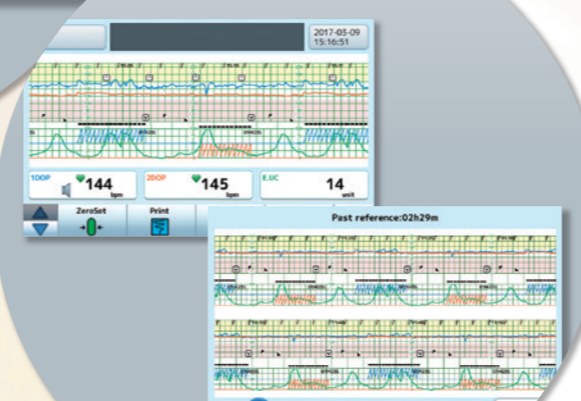 2017-05-09
15:16:51
1DOP
144
bpm
2DOP
145
bpm
E.UC
14
unit
ZeroSet
Print
Past reference:02h29m